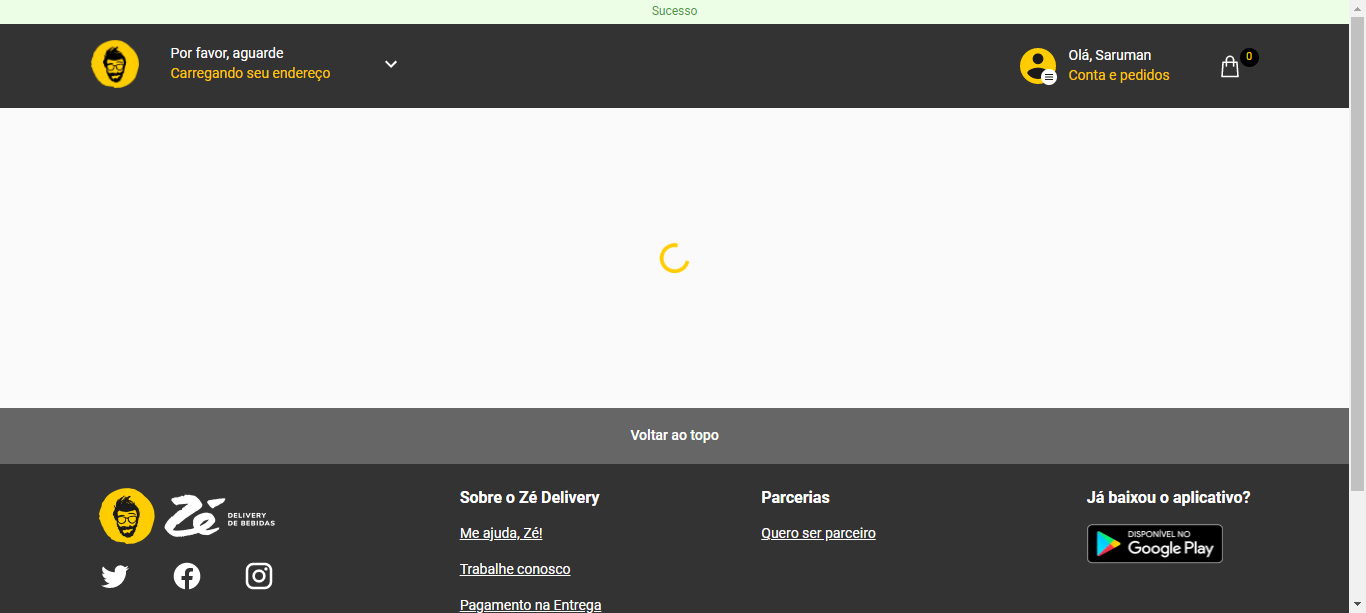 Sucesso
Por favor, aguarde
Carregando seu endereço
Olá, Saruman
Conta e pedidos
0
Voltar ao topo
Zé DELIVERY
DE BEBIDAS
Sobre o Zé Delivery
Me ajuda, Zé!
Trabalhe conosco
Pagamento na Entrega
Parcerias
Quero ser parceiro
Já baixou o aplicativo?
DISPONÍVEL NO
Google Play